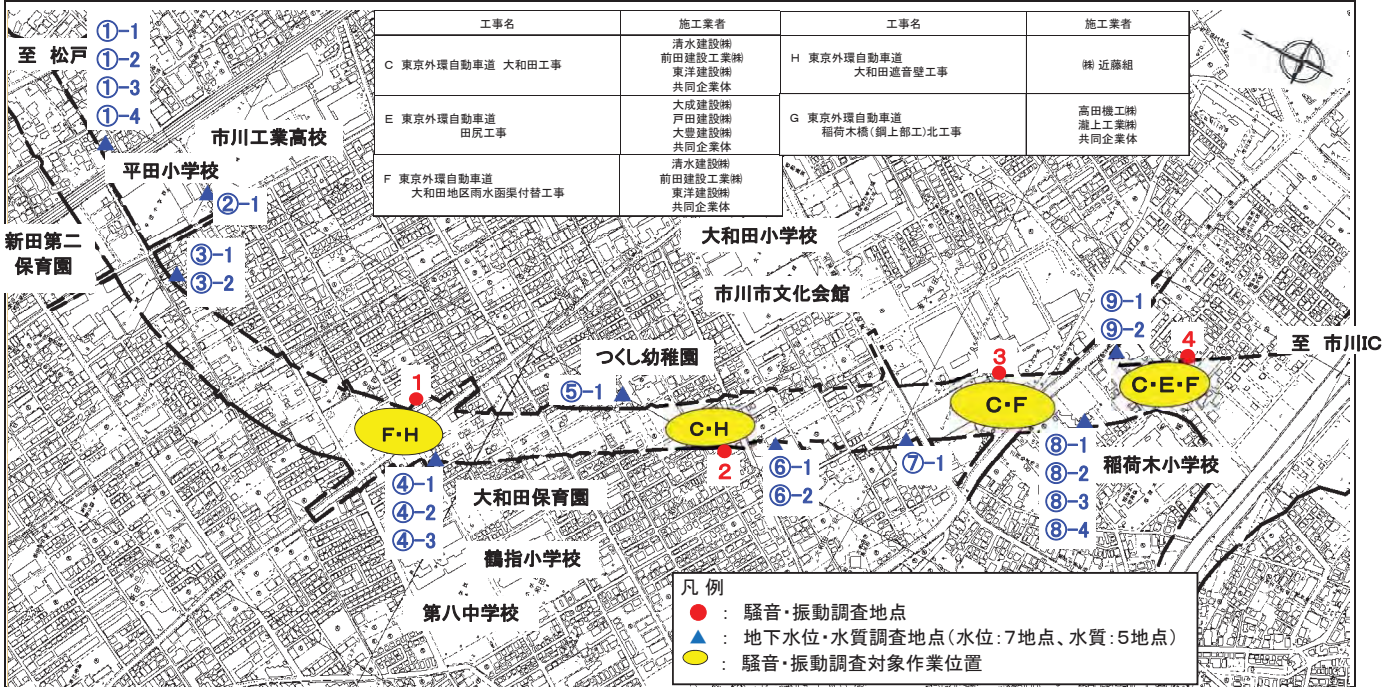 工事名 施工業者 工事名 施工業者
C 東京外環自動車道 大和田工事
清水建設㈱
前田建設工業㈱
東洋建設㈱
共同企業体
H 東京外環自動車道
大和田遮音壁工事
㈱ 近藤組
E 東京外環自動車道
田尻工事
大成建設㈱
戸田建設㈱
大豊建設㈱
共同企業体
G 東京外環自動車道
稲荷木橋(鋼上部工)北工事
高田機工㈱
瀧上工業㈱
共同企業体
F 東京外環自動車道
大和田地区雨水函渠付替工事
清水建設㈱
前田建設工業㈱
東洋建設㈱
共同企業体
至 松戸
①-1
①-2
①-3
①-4
市川工業高校
平田小学校
②-1
新田第二
保育園
③-1
③-2
大和田小学校
市川市文化会館
つくし幼稚園
⑤-1
⑨-1
⑨-2
至 市川IC
1
2
3
4
F・H
C・H
C・F
C・E・F
④-1
④-2
④-3
大和田保育園
鶴指小学校
第八中学校
⑥-1
⑥-2
⑦-1
⑧-1
⑧-2
⑧-3
⑧-4
稲荷木小学校
凡 例
： 騒音・振動調査地点
： 地下水位・水質調査地点(水位:7地点、水質:5地点)
： 騒音・振動調査対象作業位置